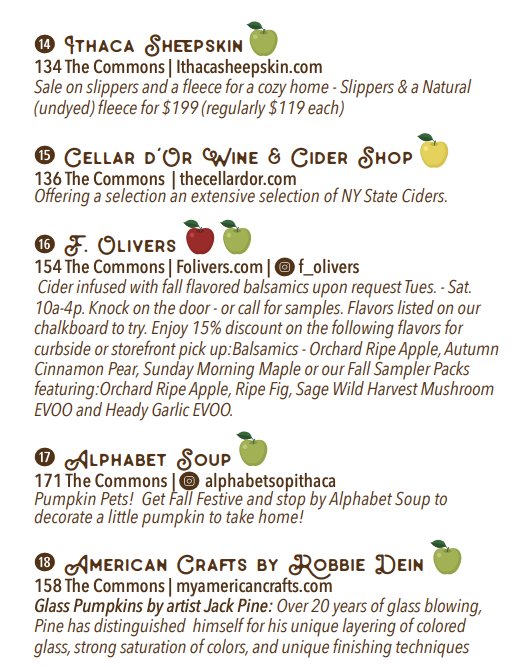 14 Ithaca Sheepskin
134 The Commons | Ithacasheepskin.com
Sale on slippers and a fleece for a cozy home - Slippers & a Natural
(undyed) fleece for $199 (regularly $119 each)
15 Cellar d'Or Wine & Cider Shop
136 The Commons | thecellardor.com
Offering a selection an extensive selection of NY State Ciders.
16 F. Olivers
154 The Commons | Folivers.com | f_olivers
Cider infused with fall flavored balsamics upon request Tues. - Sat.
10a-4p. Knock on the door - or call for samples. Flavors listed on our
chalkboard to try. Enjoy 15% discount on the following flavors for
curbside or storefront pick up:Balsamics - Orchard Ripe Apple, Autumn
Cinnamon Pear, Sunday Morning Maple or our Fall Sampler Packs
featuring:Orchard Ripe Apple, Ripe Fig, Sage Wild Harvest Mushroom
EVOO and Heady Garlic EVOO.
17 Alphabet Soup
171 The Commons | alphabetsopithaca
Pumpkin Pets! Get Fall Festive and stop by Alphabet Soup to
decorate a little pumpkin to take home!
18 American Crafts by Robbie Dein
158 The Commons | myamericancrafts.com
Glass Pumpkins by artist Jack Pine: Over 20 years of glass blowing,
Pine has distinguished himself for his unique layering of colored
glass, strong saturation of colors, and unique finishing techniques